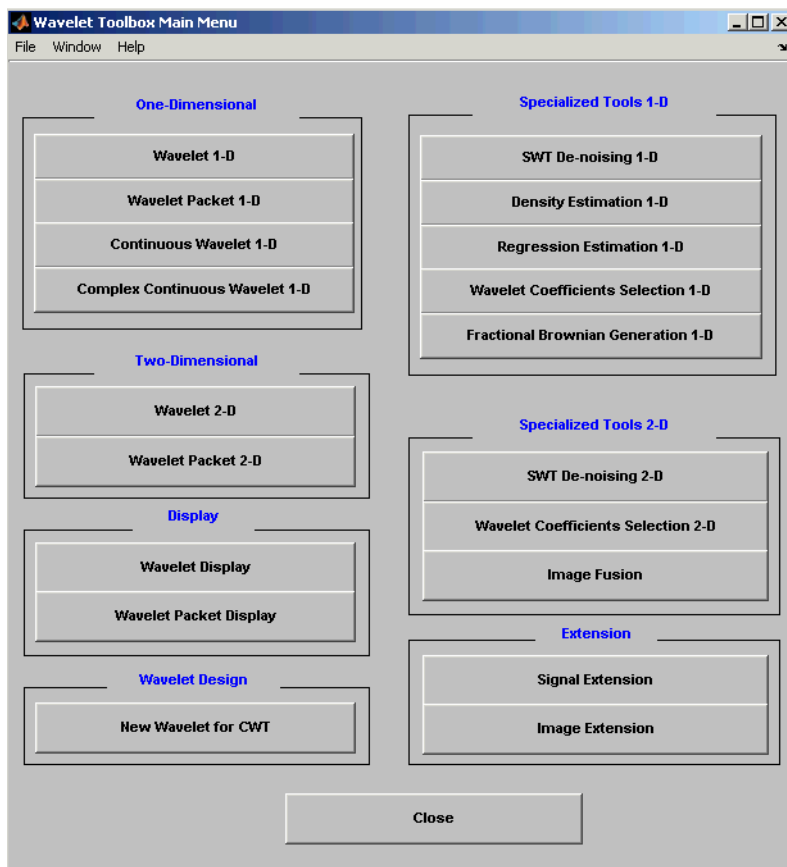 Wavelet Toolbox Main Menu
File Window Help
One-Dimensional
Wavelet 1-D
Wavelet Packet 1-D
Continuous Wavelet 1-D
Complex Continuous Wavelet 1-D
Two-Dimensional
Wavelet 2-D
Wavelet Packet 2-D
Display
Wavelet Display
Wavelet Packet Display
Wavelet Design
New Wavelet for CWT
Specialized Tools 1-D
SWT De-noising 1-D
Density Estimation 1-D
Regression Estimation 1-D
Wavelet Coefficients Selection 1-D
Fractional Brownian Generation 1-D
Specialized Tools 2-D
SWT De-noising 2-D
Wavelet Coefficients Selection 2-D
Image Fusion
Extension
Signal Extension
Image Extension
Close